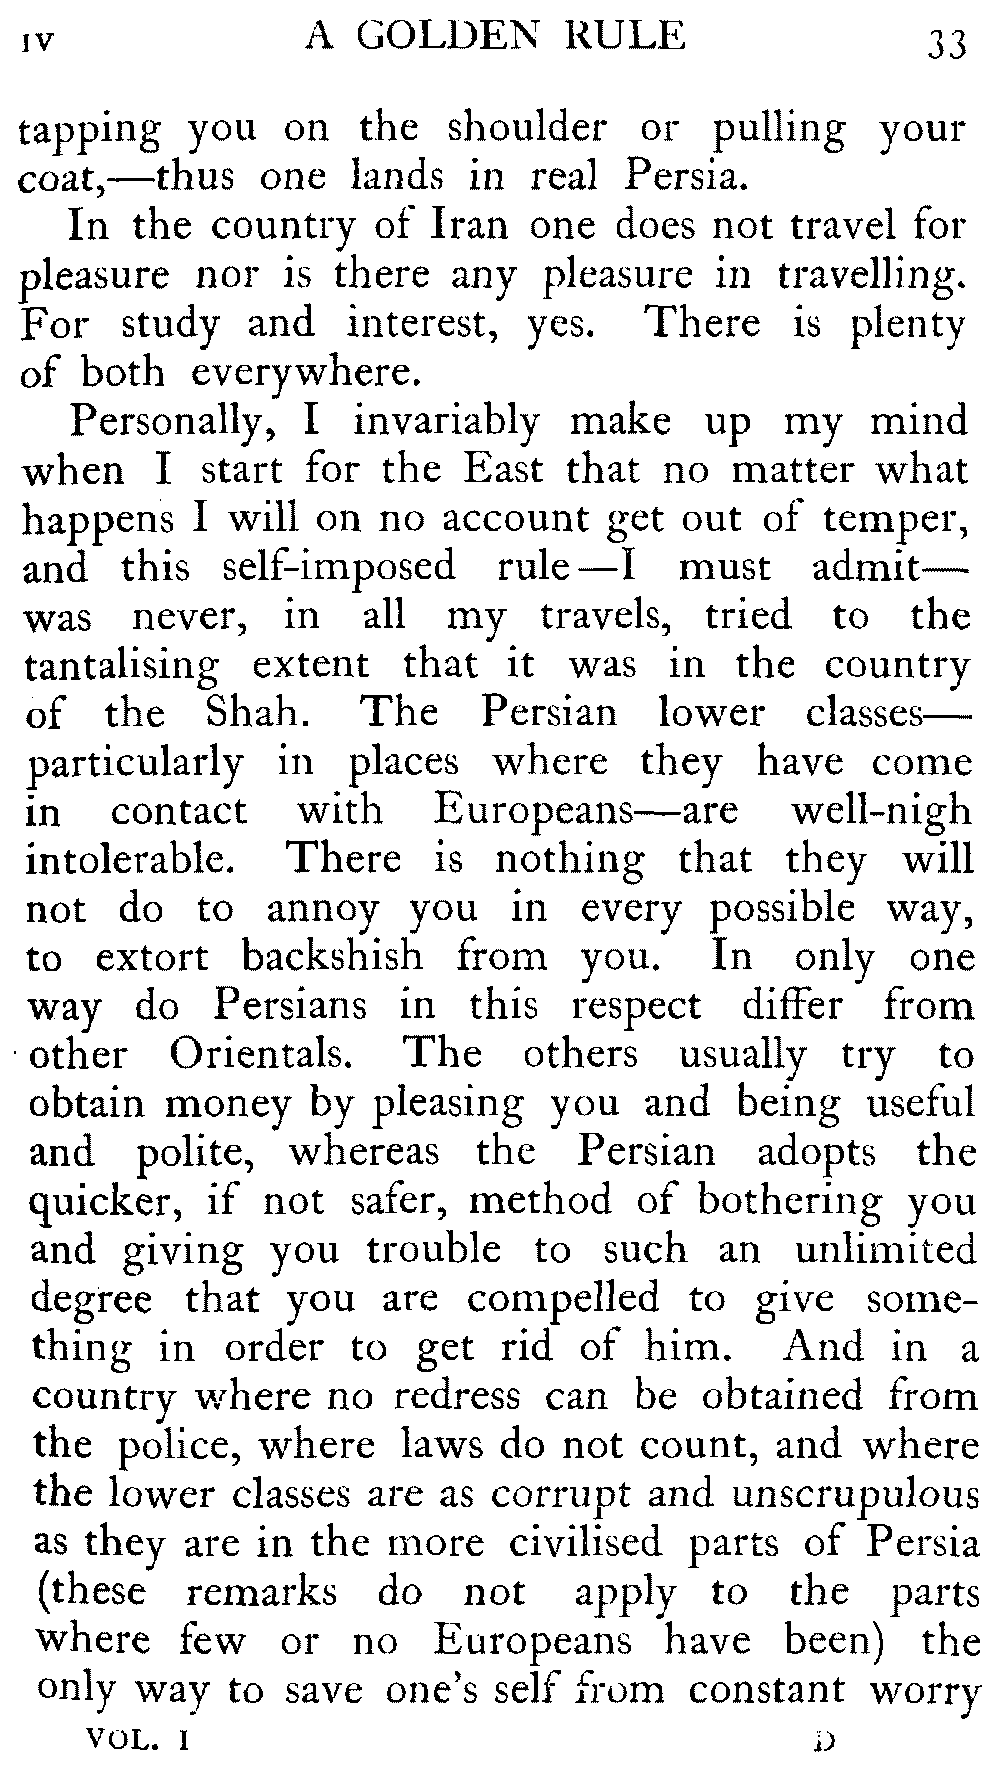 IV A GOLDEN RULE 33
tapping you on the shoulder or pulling your
coat,—thus one lands in real Persia.
In the country of Iran one does not travel for
pleasure nor is there any pleasure in travelling.
For study and interest, yes. There is plenty
of both everywhere.
Personally, I invariably make up my mind
when I start for the East that no matter what
happens I will on no account get out of temper,
and this self-imposed rule—I must admit—
was never, in all my travels, tried to the
tantalising extent that it was in the country
of the Shah. The Persian lower classes—
particularly in places where they have come
in contact with Europeans—are well-nigh
intolerable. There is nothing that they will
not do to annoy you in every possible way,
to extort backshish from you. In only one
way do Persians in this respect differ from
other Orientals. The others usually try to
obtain money by pleasing you and being useful
and polite, whereas the Persian adopts the
quicker, if not safer, method of bothering you
and giving you trouble to such an unlimited
degree that you are compelled to give some-
thing in order to get rid of him. And in a
country where no redress can be obtained from
the police, where laws do not count, and where
the lower classes are as corrupt and unscrupulous
as they are in the more civilised parts of Persia
(these remarks do not apply to the parts
where few or no Europeans have been) the
only way to save one's self from constant worry
VOL. I D